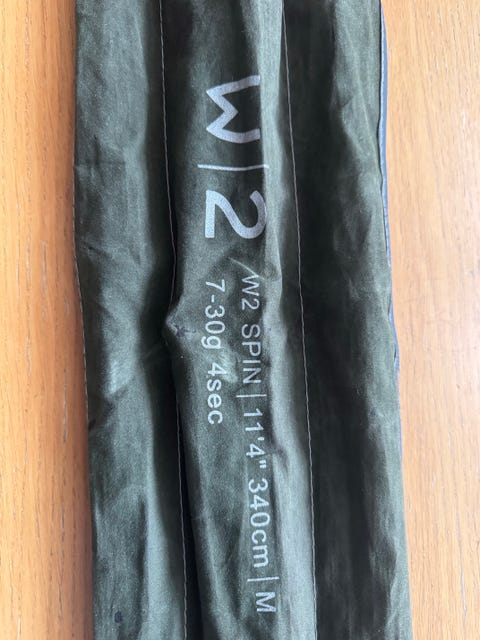 W|2
W2 SPIN | 11'4" 340cm | M
7-30g 4sec